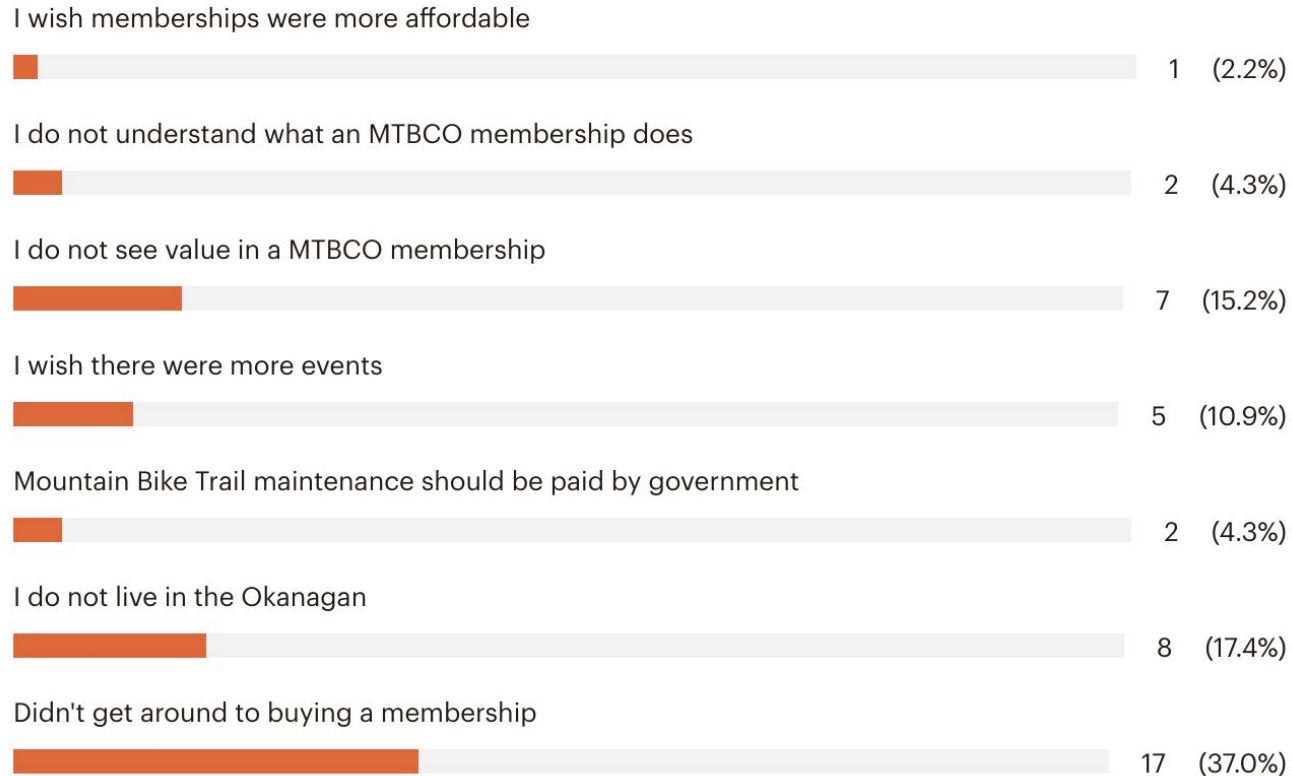 I wish memberships were more affordable
1 (2.2%)
I do not understand what an MTBCO membership does
2 (4.3%)
I do not see value in a MTBCO membership
7 (15.2%)
I wish there were more events
5 (10.9%)
Mountain Bike Trail maintenance should be paid by government
2 (4.3%)
I do not live in the Okanagan
8 (17.4%)
Didn't get around to buying a membership
17 (37.0%)